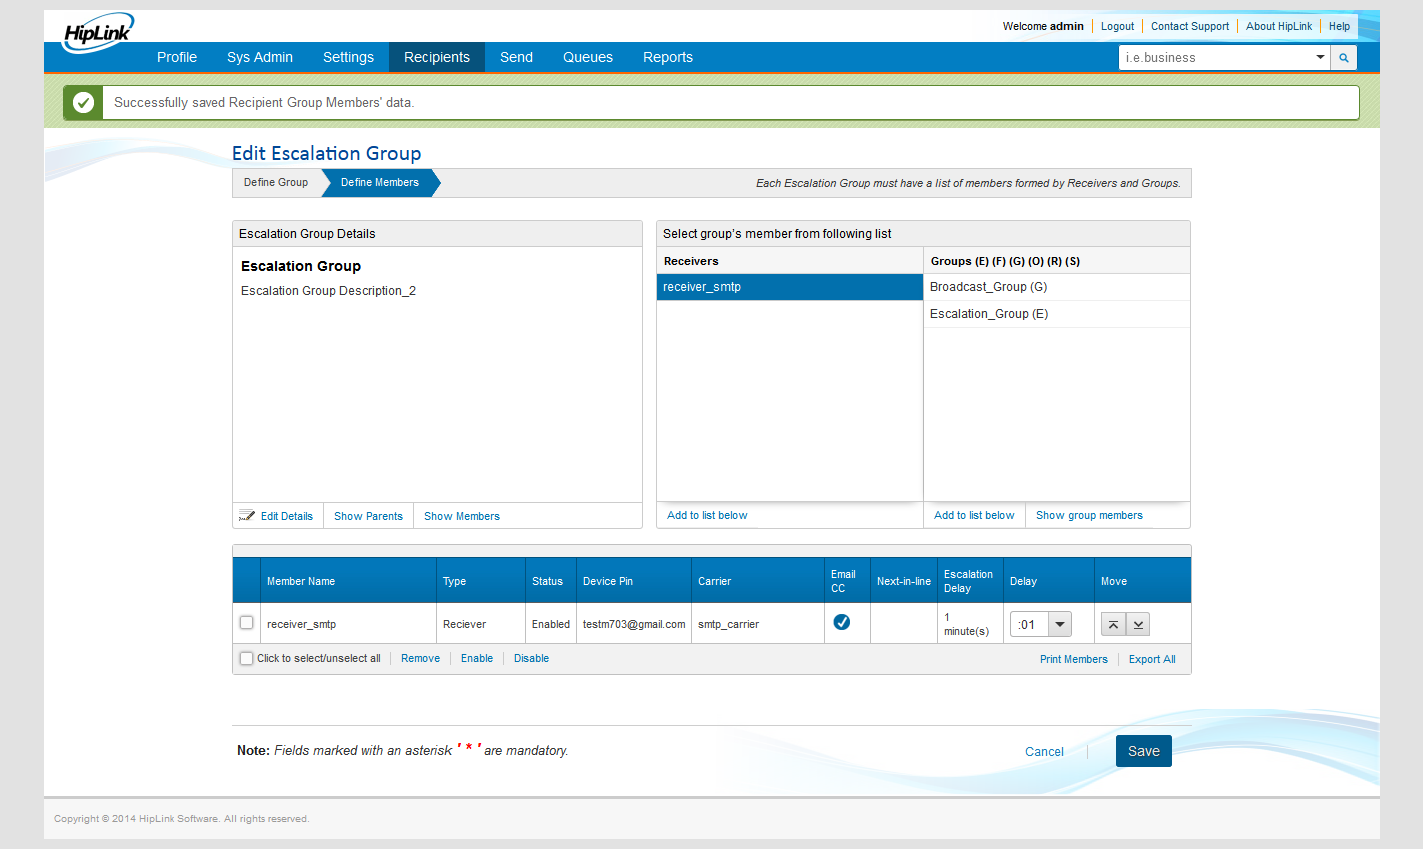 HipLink
Welcome admin
Logout
Contact Support
About HipLink
Help
Profile
Sys Admin
Settings
Recipients
Send
Queues
Reports
i.e.business
Successfully saved Recipient Group Members' data.
Edit Escalation Group
Define Group
Define Members
Each Escalation Group must have a list of members formed by Receivers and Groups.
Escalation Group Details
Escalation Group
Escalation Group Description_2
Edit Details
Show Parents
Show Members
Select group's member from following list
Receivers
receiver_smtp
Add to list below
Groups (E) (F) (G) (O) (R) (S)
Broadcast_Group (G)
Escalation_Group (E)
Add to list below
Show group members
Member Name
Type
Status
Device Pin
Carrier
Email
CC
Next-in-line
Escalation
Delay
Delay
Move
receiver_smtp
Reciever
Enabled
testm703@gmail.com
smtp_carrier
1
minute(s)
:01
Click to select/unselect all
Remove
Enable
Disable
Print Members
Export All
Note: Fields marked with an asterisk ' * ' are mandatory.
Cancel
Save
Copyright © 2014 HipLink Software. All rights reserved.